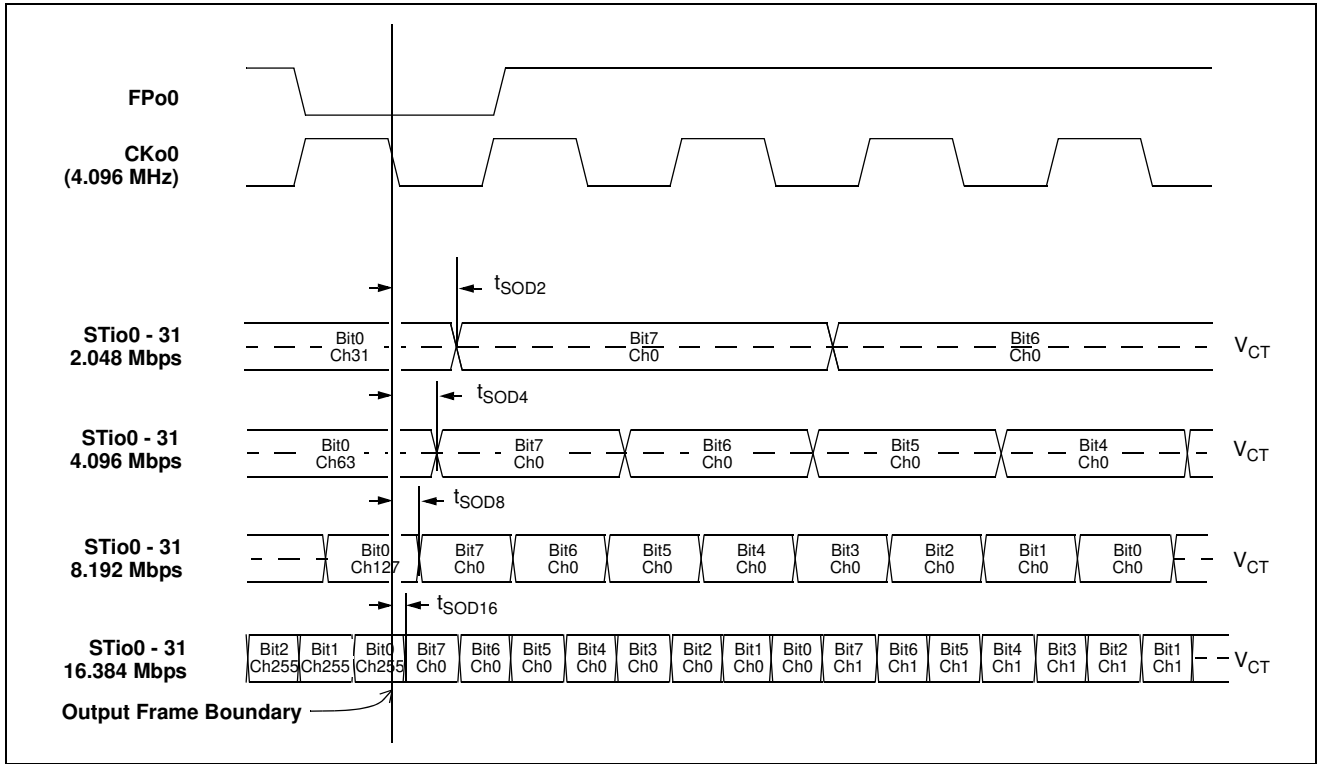 FPo0
CKo0
(4.096 MHz)
tSOD2
STio0 - 31
2.048 Mbps
Bit0
Ch31
Bit7
Ch0
Bit6
Ch0
VCT
tSOD4
STio0 - 31
4.096 Mbps
Bit0
Ch63
Bit7
Ch0
Bit6
Ch0
Bit5
Ch0
Bit4
Ch0
VCT
tSOD8
STio0 - 31
8.192 Mbps
Bit0
Ch127
Bit7
Ch0
Bit6
Ch0
Bit5
Ch0
Bit4
Ch0
Bit3
Ch0
Bit2
Ch0
Bit1
Ch0
Bit0
Ch0
VCT
tSOD16
STio0 - 31
16.384 Mbps
Bit2
Ch255
Bit1
Ch255
Bit0
Ch255
Bit7
Ch0
Bit6
Ch0
Bit5
Ch0
Bit4
Ch0
Bit3
Ch0
Bit2
Ch0
Bit1
Ch0
Bit0
Ch0
Bit7
Ch1
Bit6
Ch1
Bit5
Ch1
Bit4
Ch1
Bit3
Ch1
Bit2
Ch1
Bit1
Ch1
VCT
Output Frame Boundary